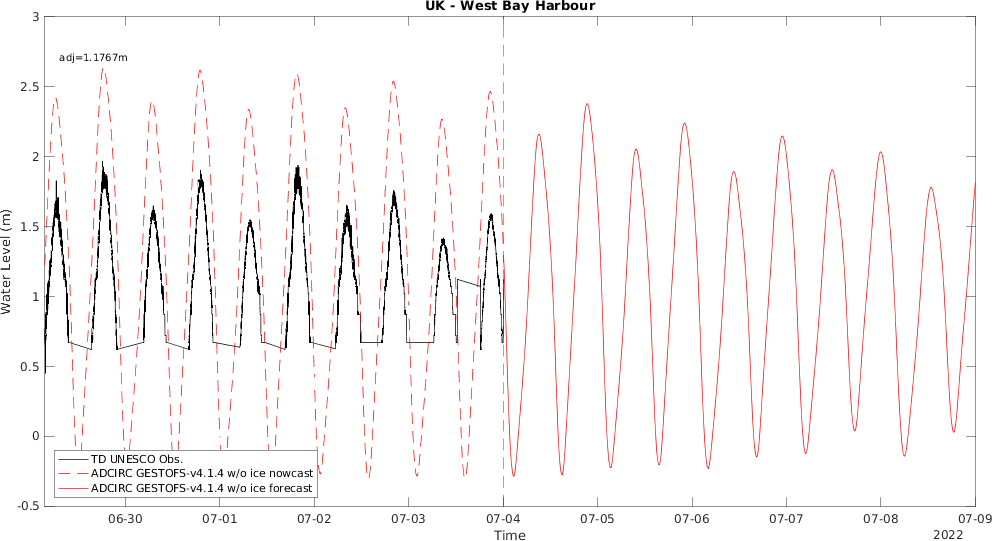 UK - West Bay Harbour
adj=1.1767m
3
2.5
2
1.5
1
0.5
0
-0.5
Water Level (m)
TD UNESCO Obs.
ADCIRC GESTOFS-v4.1.4 w/o ice nowcast
ADCIRC GESTOFS-v4.1.4 w/o ice forecast
06-30 07-01 07-02 07-03 07-04 07-05 07-06 07-07 07-08 07-09
Time
2022